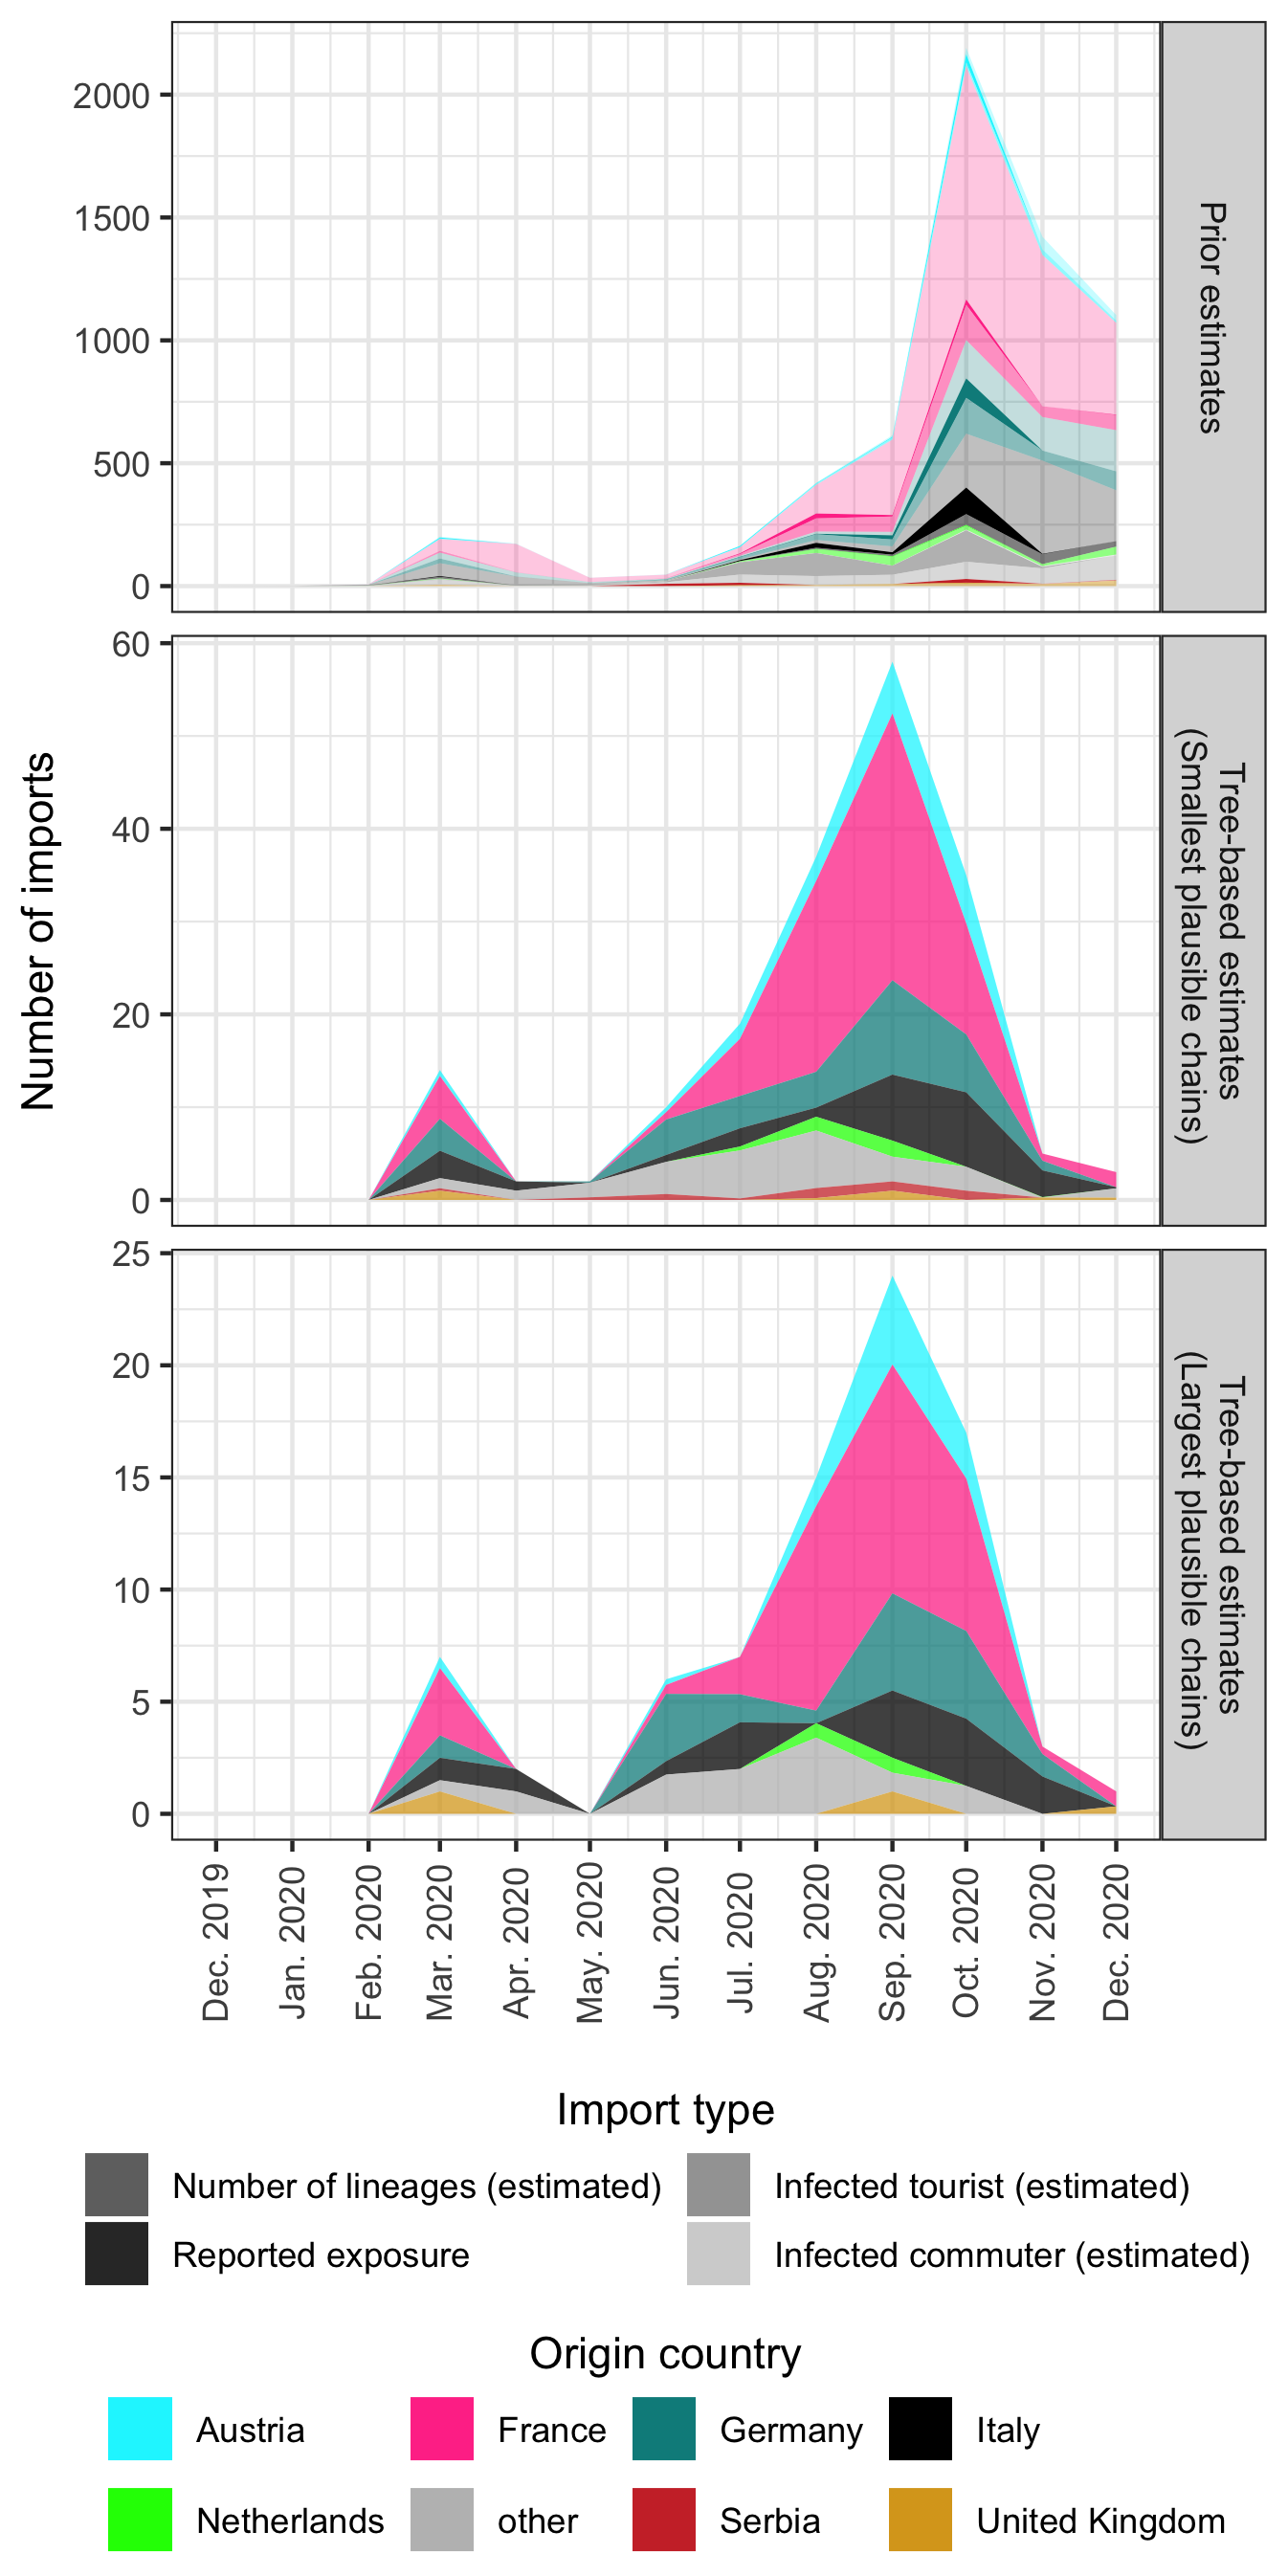 Number of imports
2000
1500
1000
500
0
Prior estimates
60
40
20
0
Tree-based estimates
(Smallest plausible chains)
25
20
15
10
5
0
Tree-based estimates
(Largest plausible chains)
Dec. 2019
Jan. 2020
Feb. 2020
Mar. 2020
Apr. 2020
May. 2020
Jun. 2020
Jul. 2020
Aug. 2020
Sep. 2020
Oct. 2020
Nov. 2020
Dec. 2020
Import type
Number of lineages (estimated)
Infected tourist (estimated)
Reported exposure
Infected commuter (estimated)
Origin country
Austria
France
Germany
Italy
Netherlands
other
Serbia
United Kingdom